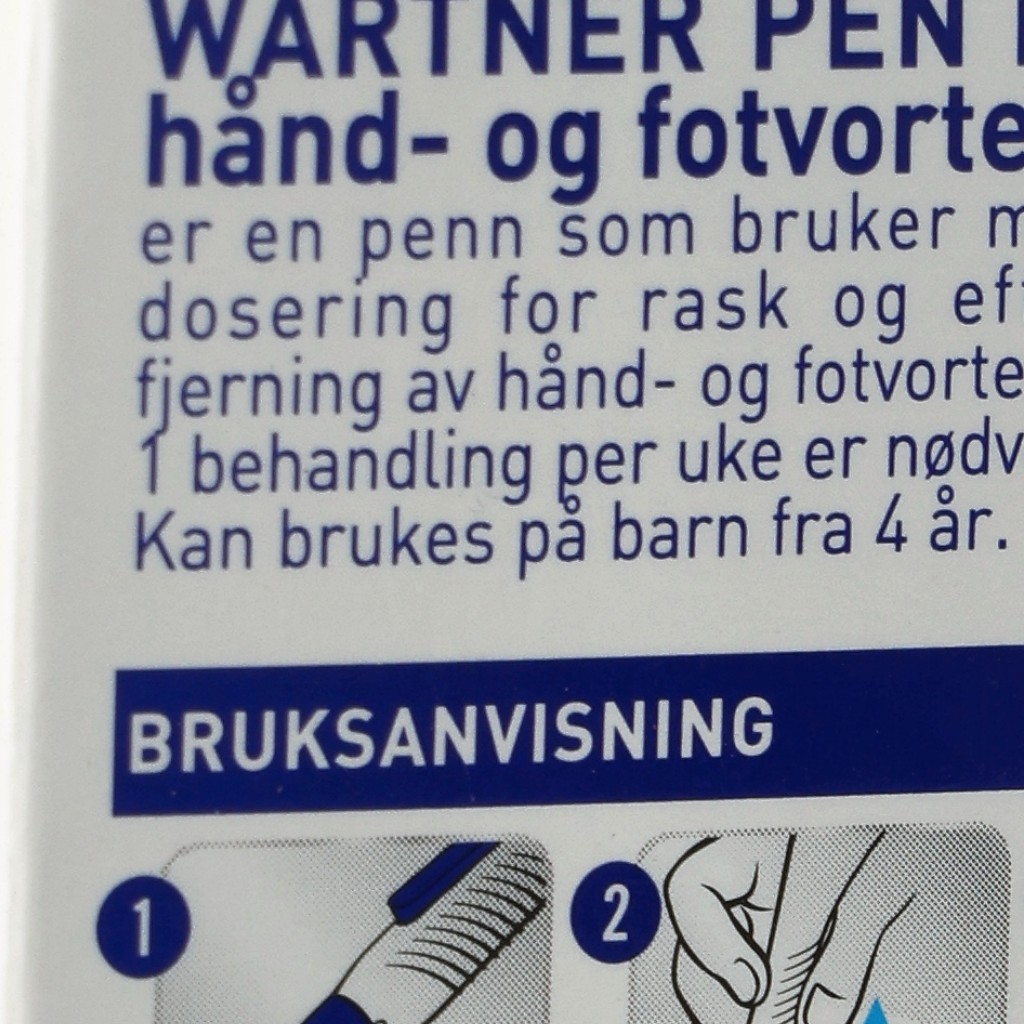 WARTNER PEN
hånd- og fotvorte
er en penn som bruker
dosering for rask og
fjerning av hånd- og fotvorte
1 behandling per uke er nødv
Kan brukes på barn fra 4 år.
BRUKSANVISNING
1
2